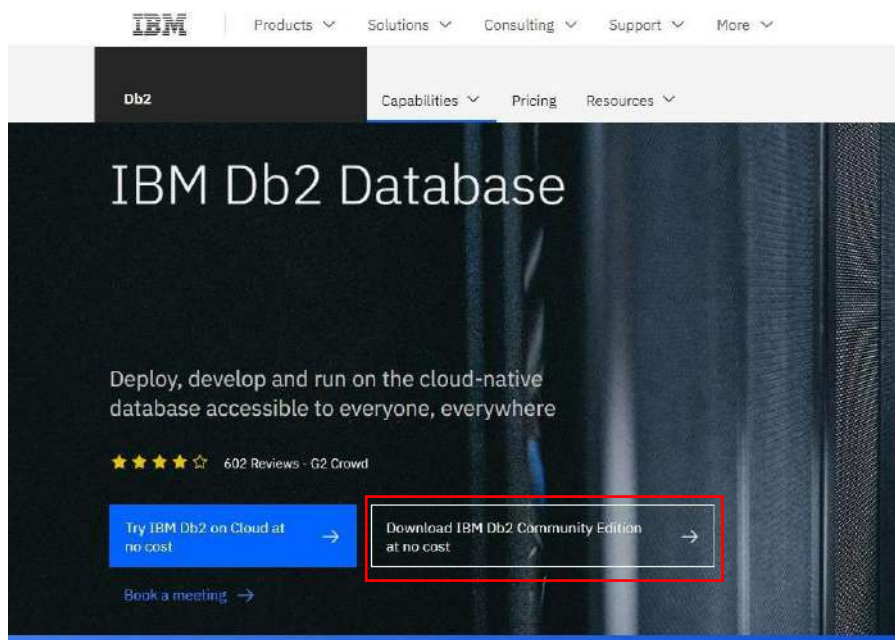 IBM Products Solutions Consulting Support More
Db2 Capabilities Pricing Resources
IBM Db2 Database
Deploy, develop and run on the cloud-native
database accessible to everyone, everywhere
602 Reviews - G2 Crowd
Try IBM Db2 on Cloud at
no cost
Download IBM Db2 Community Edition
at no cost
Book a meeting